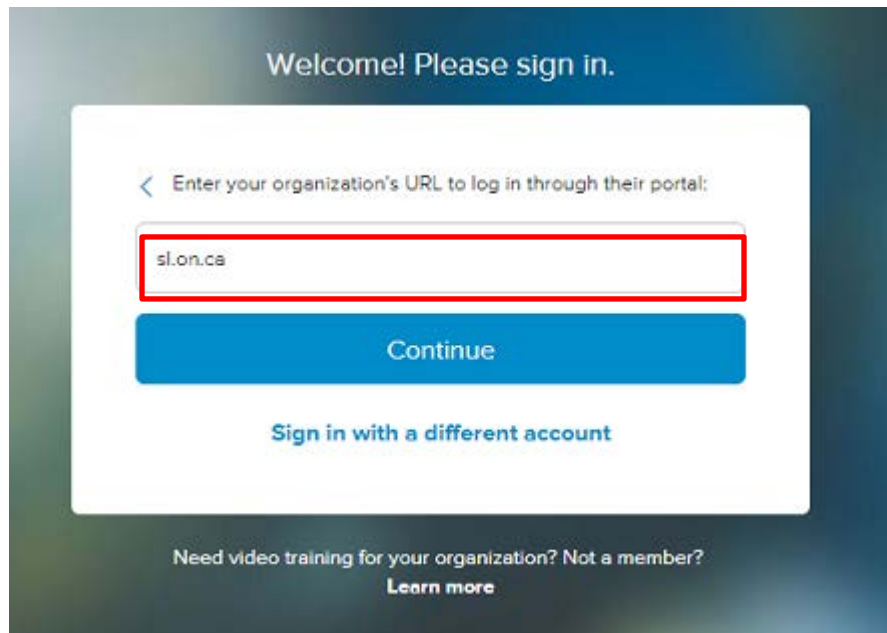 Welcome! Please sign in.
Enter your organization's URL to log in through their portal:
sl.on.ca
Continue
Sign in with a different account
Need video training for your organization? Not a member?
Learn more